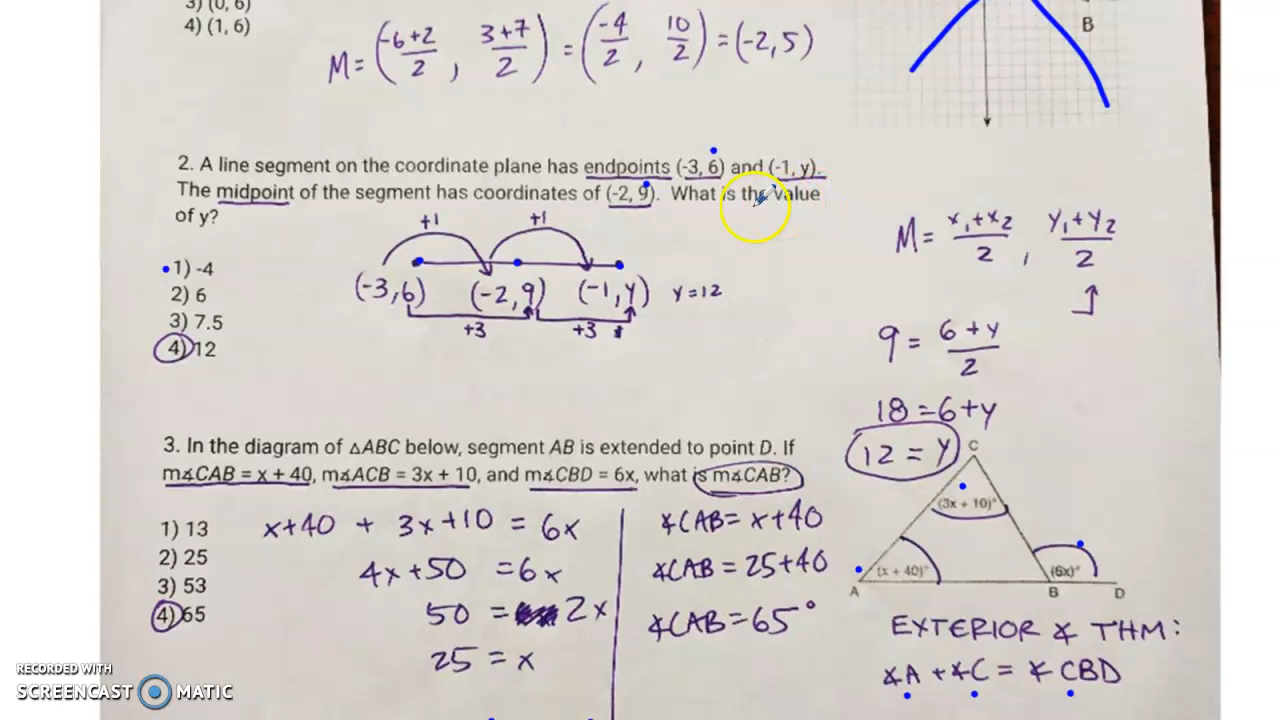 3) (0, 6)
4) (1, 6)
M = (-6+2/2, 3+7/2) = (-4/2, 10/2) = (-2, 5)
B
2. A line segment on the coordinate plane has endpoints (-3, 6) and (-1, y).
The midpoint of the segment has coordinates of (-2, 9). What is the value
of y?
+1 +1
(-3,6) (-2,9) (-1,y) y=12
+3 +3
1) -4
2) 6
3) 7.5
4) 12
M = x₁+x₂/2, y₁+y₂/2
9 = 6+y/2
18 = 6+y
12 = y
3. In the diagram of △ABC below, segment AB is extended to point D. If
m∡CAB = x + 40, m∡ACB = 3x + 10, and m∡CBD = 6x, what is m∡CAB?
1) 13
2) 25
3) 53
4) 65
x+40 + 3x+10 = 6x
4x+50 = 6x
50 = 2x
25 = x
∡CAB = x+40
∡CAB = 25+40
∡CAB = 65°
C
(3x + 10)°
(x + 40)°
(6x)°
A B D
EXTERIOR ∡ THM:
∡A + ∡C = ∡CBD
RECORDED WITH
SCREENCAST MATIC